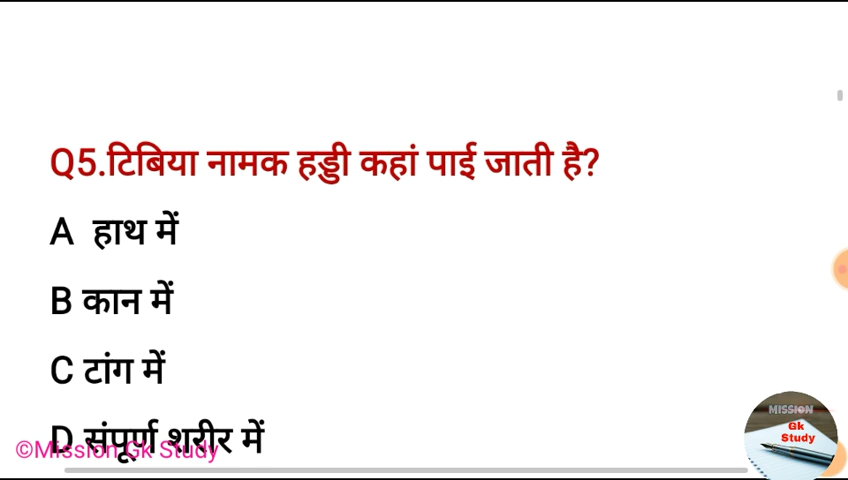 Q5.टिबिया नामक हड्डी कहां पाई जाती है?
A हाथ में
B कान में
C टांग में
D संपूर्ण शरीर में
©Mission Gk Study
MISSION
Gk
Study